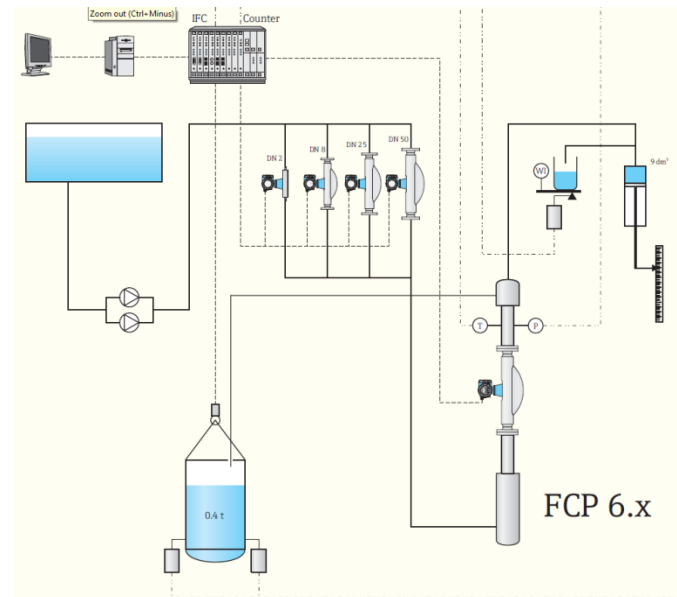 Zoom out (Ctrl+Minus)
IFC
Counter
DN 2
DN 8
DN 25
DN 50
WI
9 dm³
T
P
0.4 t
FCP 6.x